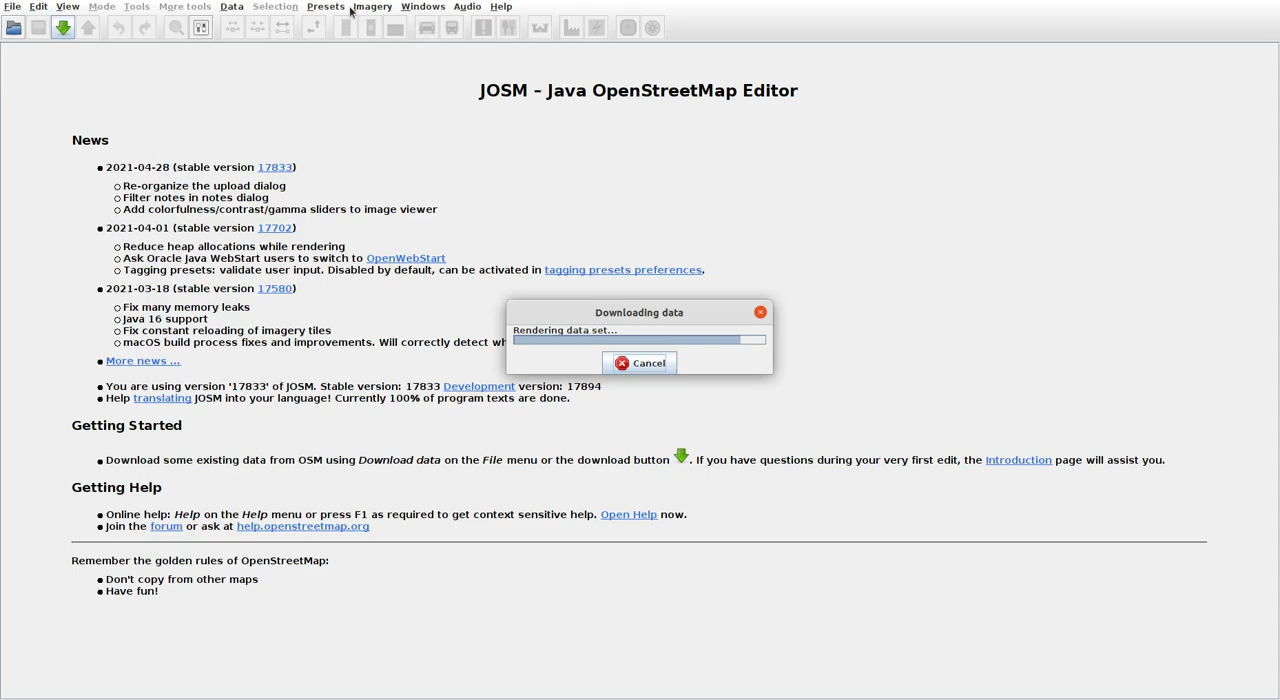 File Edit View Mode Tools More tools Data Selection Presets Imagery Windows Audio Help
JOSM – Java OpenStreetMap Editor
News
2021-04-28 (stable version 17833)
Re-organize the upload dialog
Filter notes in notes dialog
Add colorfulness/contrast/gamma sliders to image viewer
2021-04-01 (stable version 17702)
Reduce heap allocations while rendering
Ask Oracle Java WebStart users to switch to OpenWebStart
Tagging presets: validate user input. Disabled by default, can be activated in tagging presets preferences.
2021-03-18 (stable version 17580)
Fix many memory leaks
Java 16 support
Fix constant reloading of imagery tiles
macOS build process fixes and improvements. Will correctly detect
More news ...
Downloading data
Rendering data set...
Cancel
You are using version '17833' of JOSM. Stable version: 17833 Development version: 17894
Help translating JOSM into your language! Currently 100% of program texts are done.
Getting Started
Download some existing data from OSM using Download data on the File menu or the download button . If you have questions during your very first edit, the Introduction page will assist you.
Getting Help
Online help: Help on the Help menu or press F1 as required to get context sensitive help. Open Help now.
Join the forum or ask at help.openstreetmap.org
Remember the golden rules of OpenStreetMap:
Don't copy from other maps
Have fun!